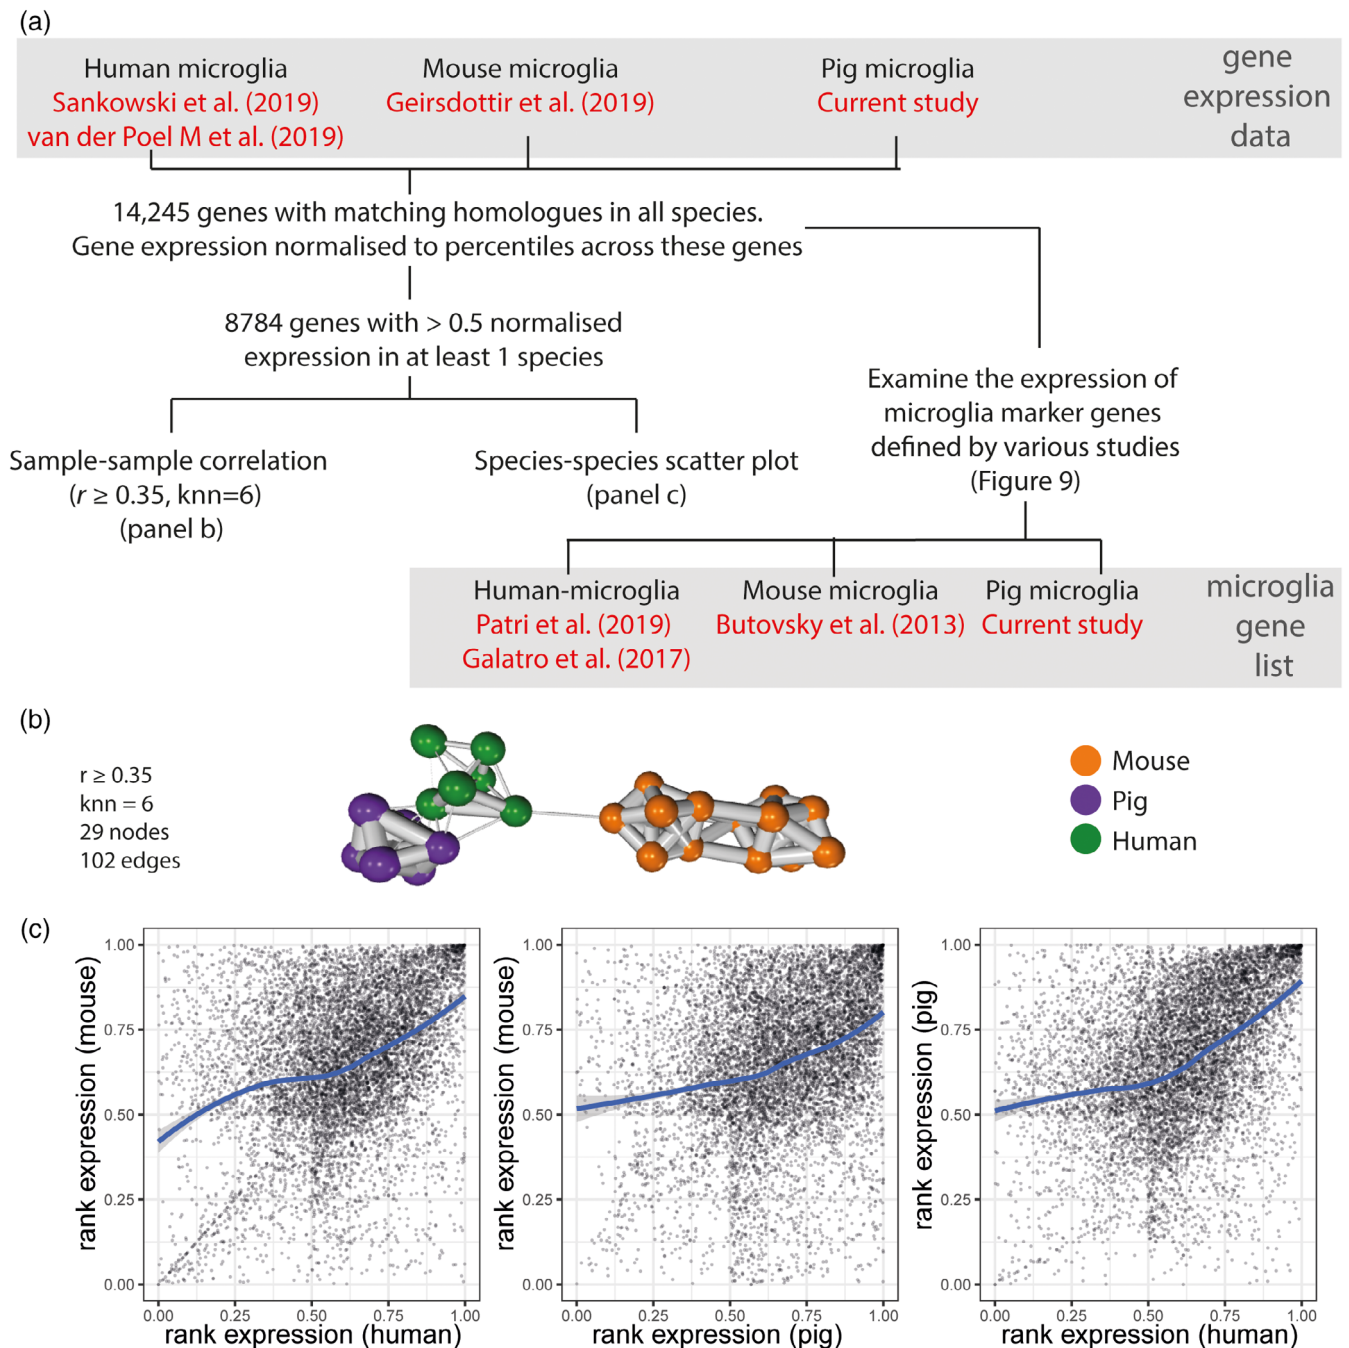 (a)
Human microglia
Sankowski et al. (2019)
van der Poel M et al. (2019)
Mouse microglia
Geirsdottir et al. (2019)
Pig microglia
Current study
gene
expression
data
14,245 genes with matching homologues in all species.
Gene expression normalised to percentiles across these genes
8784 genes with > 0.5 normalised
expression in at least 1 species
Sample-sample correlation
(r ≥ 0.35, knn=6)
(panel b)
Species-species scatter plot
(panel c)
Examine the expression of
microglia marker genes
defined by various studies
(Figure 9)
Human-microglia
Patri et al. (2019)
Galatro et al. (2017)
Mouse microglia
Butovsky et al. (2013)
Pig microglia
Current study
microglia
gene
list
(b)
r ≥ 0.35
knn = 6
29 nodes
102 edges
Mouse
Pig
Human
(c)
rank expression (mouse)
1.00
0.75
0.50
0.25
0.00
0.00 0.25 0.50 0.75 1.00
rank expression (human)
rank expression (mouse)
1.00
0.75
0.50
0.25
0.00
0.00 0.25 0.50 0.75 1.00
rank expression (pig)
rank expression (pig)
1.00
0.75
0.50
0.25
0.00
0.00 0.25 0.50 0.75 1.00
rank expression (human)